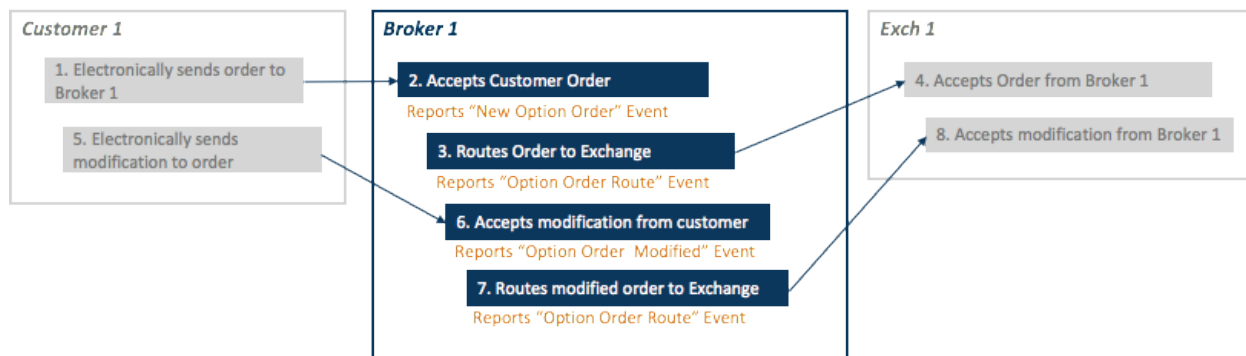 Customer 1
1. Electronically sends order to
Broker 1
5. Electronically sends
modification to order
Broker 1
2. Accepts Customer Order
Reports “New Option Order” Event
3. Routes Order to Exchange
Reports “Option Order Route” Event
6. Accepts modification from customer
Reports “Option Order  Modified” Event
7. Routes modified order to Exchange
Reports “Option Order Route” Event
Exch 1
4. Accepts Order from Broker 1
8. Accepts modification from Broker 1